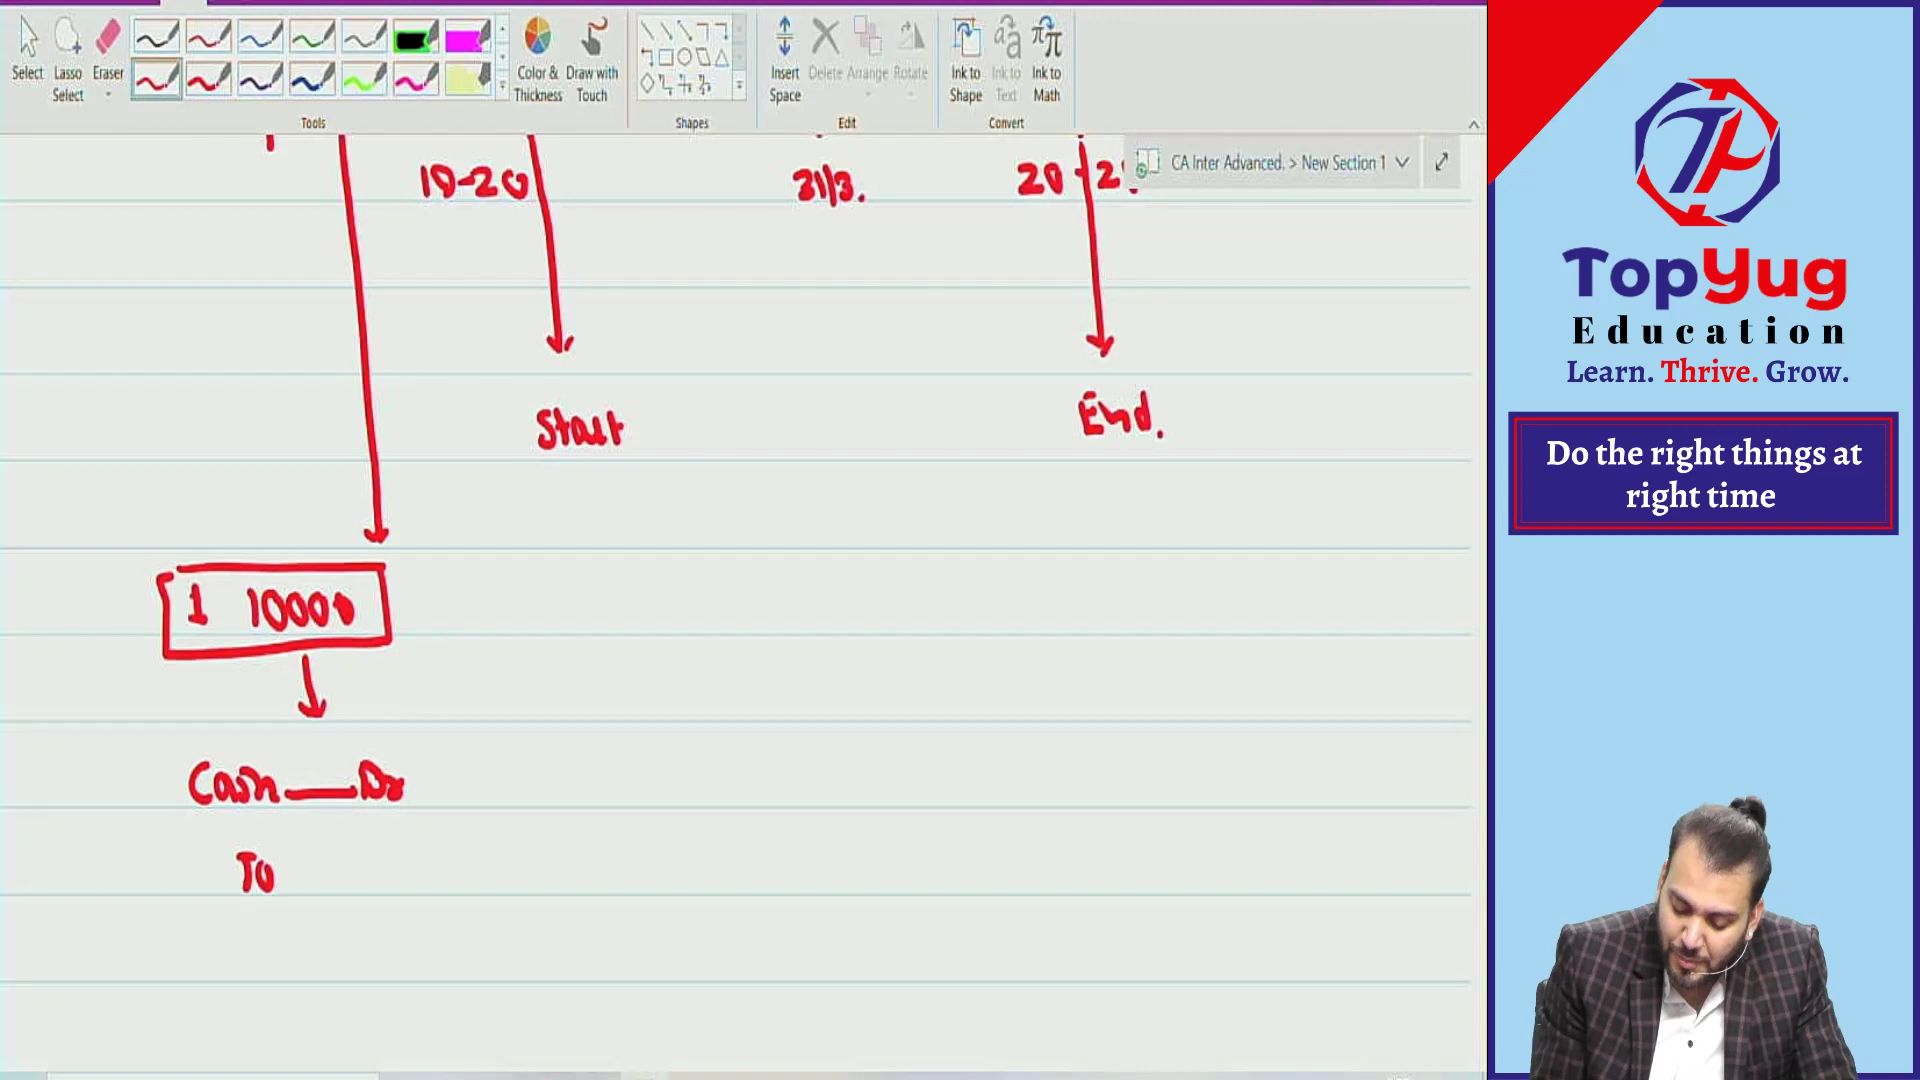 Select
Lasso Select
Eraser
Color & Thickness
Draw with Touch
Insert Space
Delete
Arrange
Rotate
Ink to Shape
Ink to Text
Ink to Math
Tools
Shapes
Edit
Convert
CA Inter Advanced. > New Section 1
19-20
31/3.
20 - 2
Start
End.
1 10000
Cash Dr
To
TopYug
Education
Learn. Thrive. Grow.
Do the right things at
right time